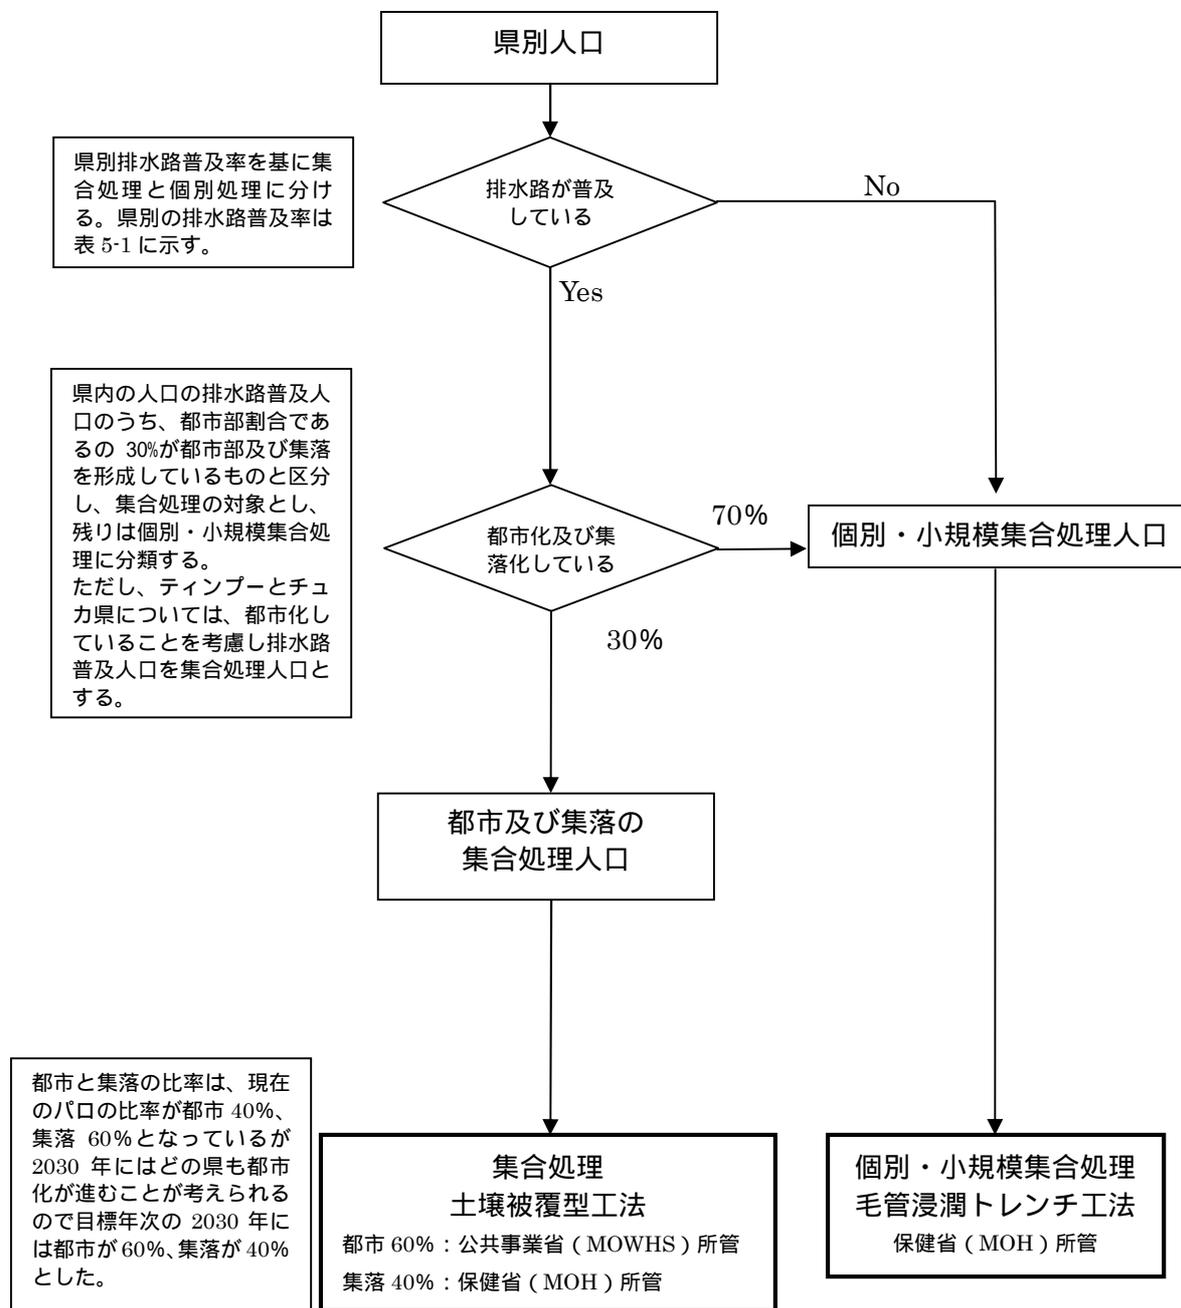 県別人口
県別排水路普及率を基に集
合処理と個別処理に分け
る。県別の排水路普及率は
表 5-1 に示す。
排水路が普及
している
No
Yes
県内の人口の排水路普及人
口のうち、都市部割合であ
るの 30%が都市部及び集落
を形成しているものと区分
し、集合処理の対象とし、
残りは個別・小規模集合処
理に分類する。
ただし、ティンプーとチュ
カ県については、都市化し
ていることを考慮し排水路
普及人口を集合処理人口と
する。
都市化及び集
落化している
70%
個別・小規模集合処理人口
30%
都市及び集落の
集合処理人口
都市と集落の比率は、現在
のパロの比率が都市 40%、
集落 60%となっているが
2030 年にはどの県も都市
化が進むことが考えられる
ので目標年次の 2030 年に
は都市が 60%、集落が 40%
とした。
集合処理
土壌被覆型工法
都市 60%：公共事業省（MOWHS）所管
集落 40%：保健省（MOH）所管
個別・小規模集合処理
毛管浸潤トレンチ工法
保健省（MOH）所管